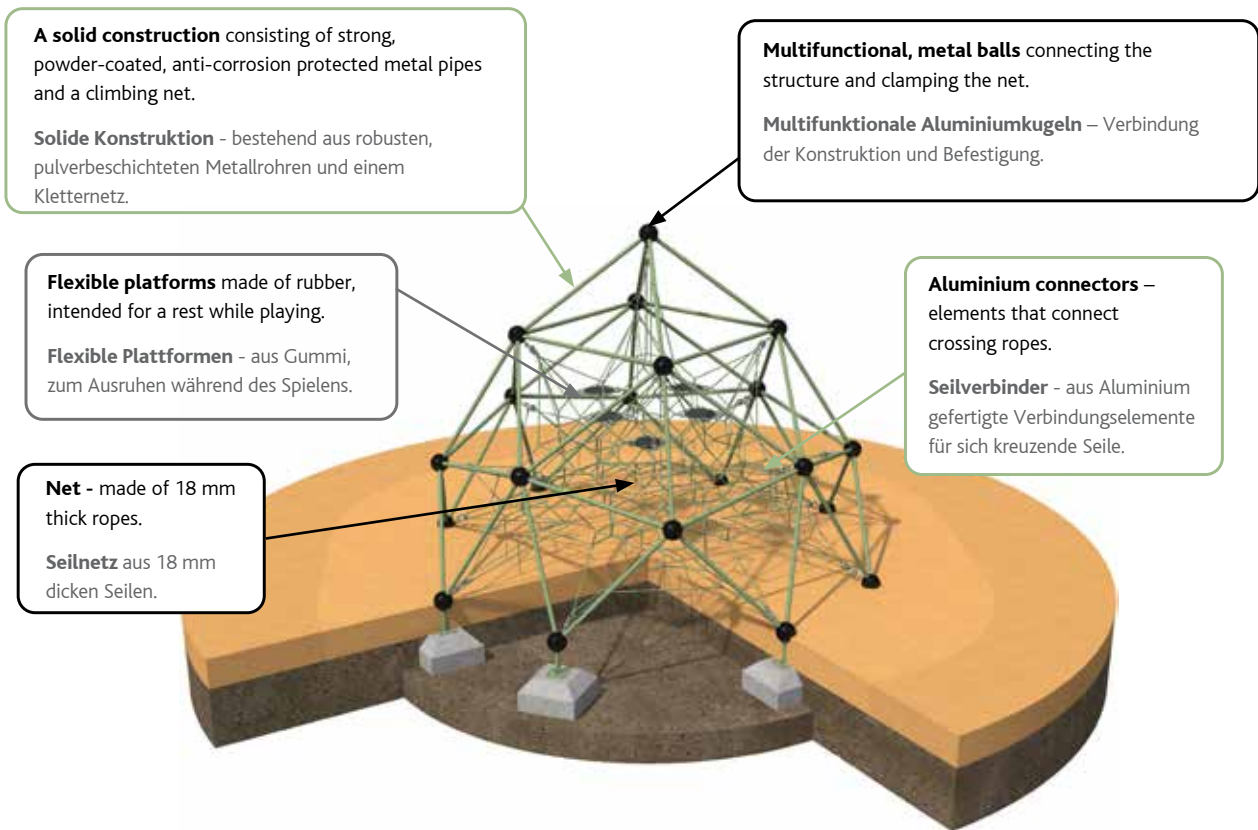 A solid construction consisting of strong,
powder-coated, anti-corrosion protected metal pipes
and a climbing net.
Solide Konstruktion - bestehend aus robusten,
pulverbeschichteten Metallrohren und einem
Kletternetz.
Multifunctional, metal balls connecting the
structure and clamping the net.
Multifunktionale Aluminiumkugeln – Verbindung
der Konstruktion und Befestigung.
Flexible platforms made of rubber,
intended for a rest while playing.
Flexible Plattformen - aus Gummi,
zum Ausruhen während des Spielens.
Aluminium connectors –
elements that connect
crossing ropes.
Seilverbinder - aus Aluminium
gefertigte Verbindungselemente
für sich kreuzende Seile.
Net - made of 18 mm
thick ropes.
Seilnetz aus 18 mm
dicken Seilen.